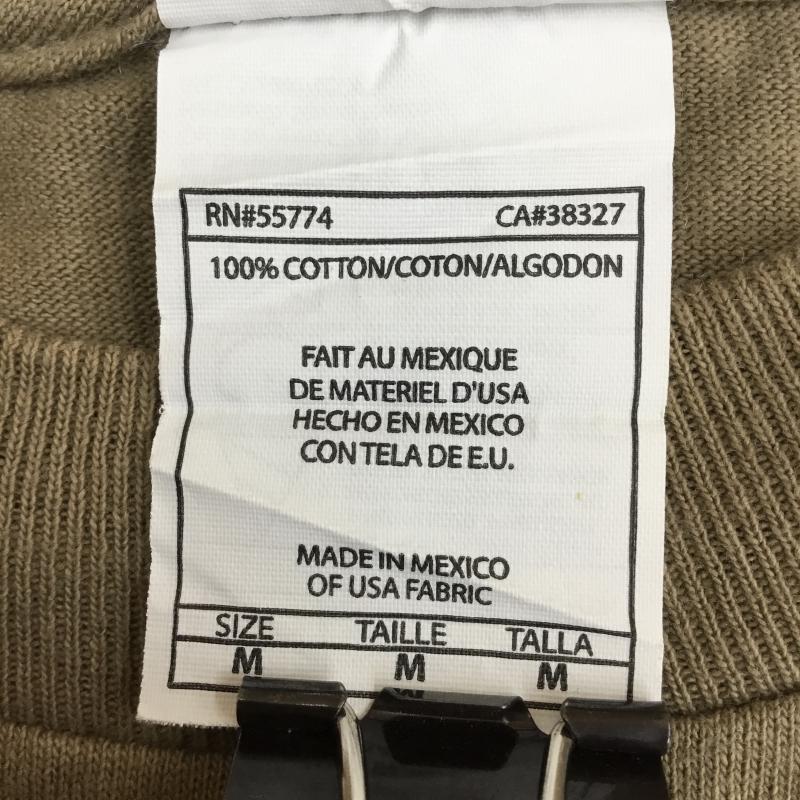 RN#55774 CA#38327
100% COTTON/COTON/ALGODON
FAIT AU MEXIQUE
DE MATERIEL D'USA
HECHO EN MEXICO
CON TELA DE E.U.
MADE IN MEXICO
OF USA FABRIC
SIZE TAILLE TALLA
M M M